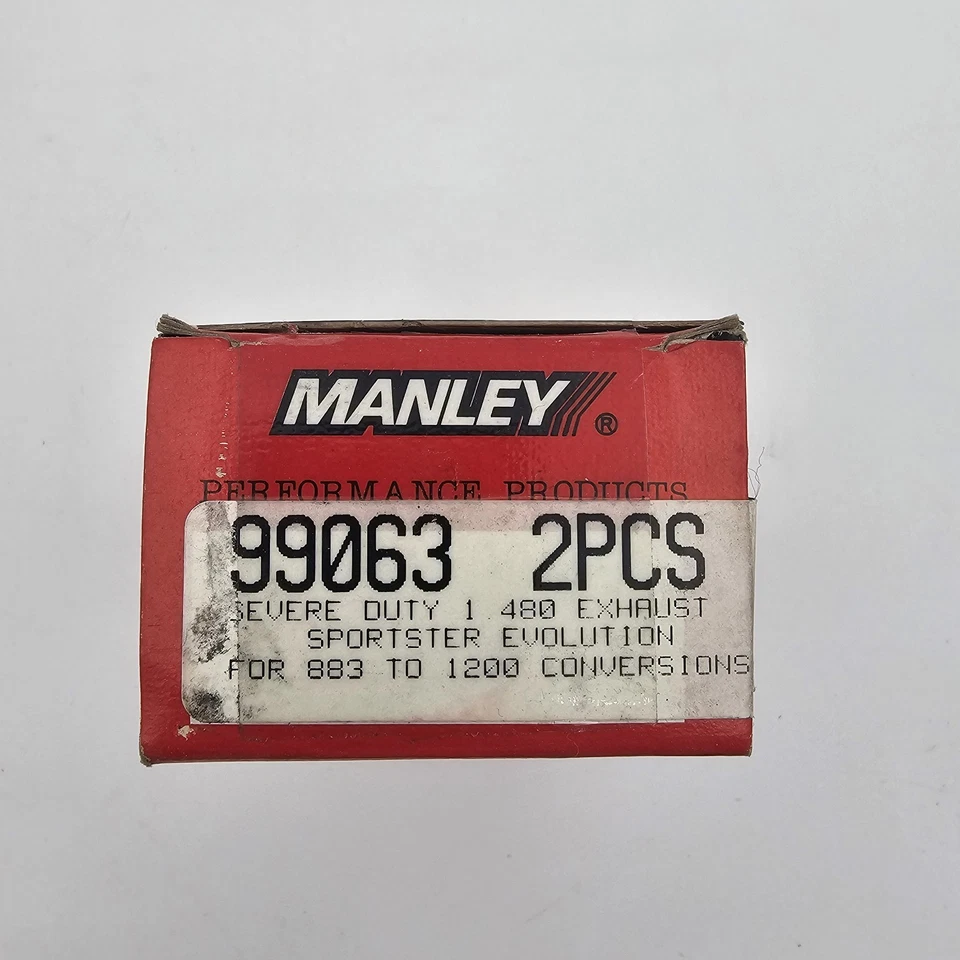 MANLEY ®
PERFORMANCE PRODUCTS
99063 2PCS
SEVERE DUTY 1 480 EXHAUST
SPORTSTER EVOLUTION
FOR 883 TO 1200 CONVERSIONS